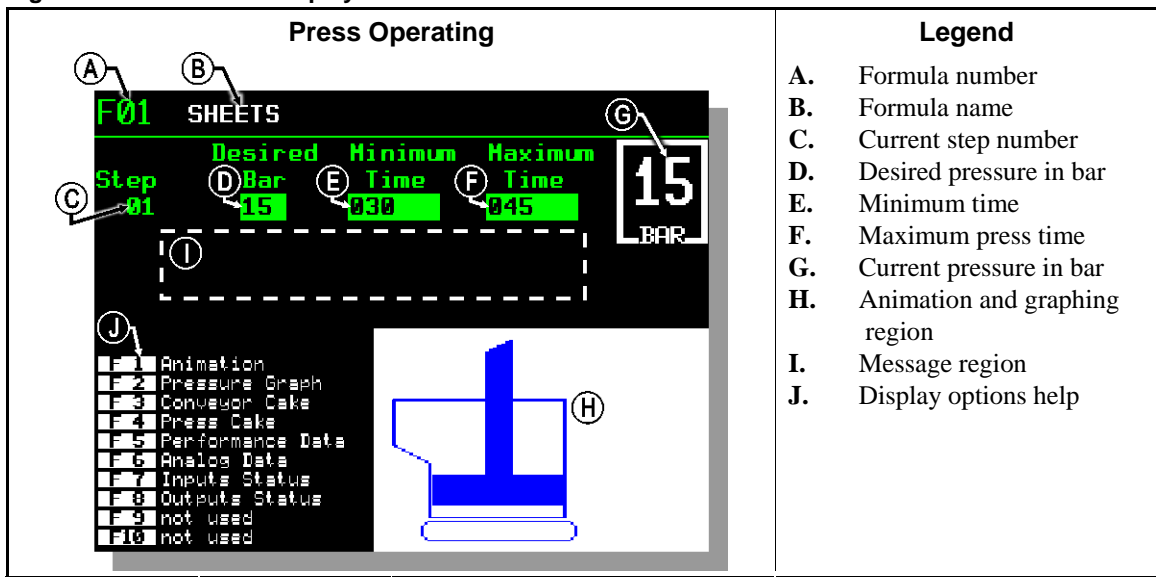 Press Operating
A
B
F01 SHEETS
G
Desired Minimum Maximum
Step D Bar E Time F Time
C 01 15 030 045
15
BAR
I
J
F 1 Animation
F 2 Pressure Graph
F 3 Conveyor Cake
F 4 Press Cake
F 5 Performance Data
F 6 Analog Data
F 7 Inputs Status
F 8 Outputs Status
F 9 not used
F10 not used
H
Legend
A. Formula number
B. Formula name
C. Current step number
D. Desired pressure in bar
E. Minimum time
F. Maximum press time
G. Current pressure in bar
H. Animation and graphing
region
I. Message region
J. Display options help